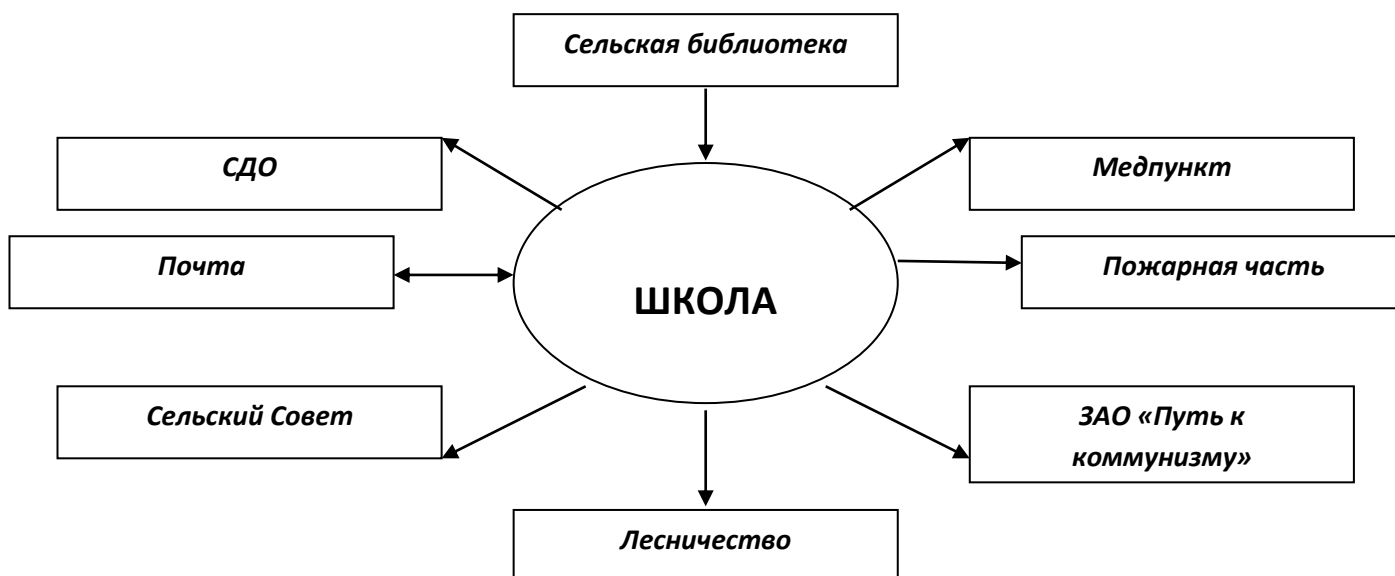 Сельская библиотека
СДО
Медпункт
Почта
Пожарная часть
ШКОЛА
Сельский Совет
ЗАО «Путь к
коммунизму»
Лесничество